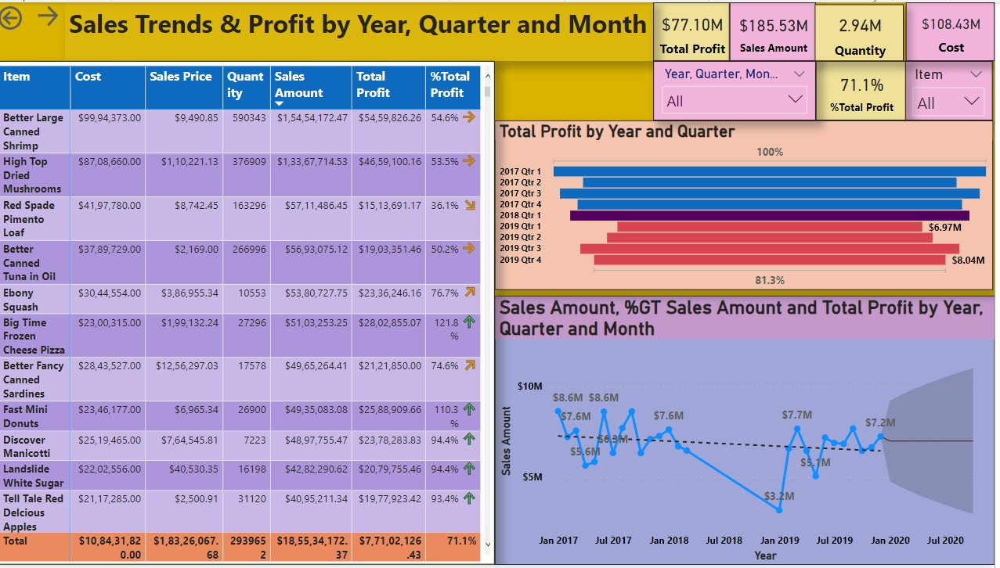 Sales Trends & Profit by Year, Quarter and Month
$77.10M
Total Profit
$185.53M
Sales Amount
2.94M
Quantity
$108.43M
Cost
Year, Quarter, Mon...
All
71.1%
%Total Profit
Item
All
Item Cost Sales Price Quant Sales Total %Total
ity Amount Profit Profit
Better Large $99,94,373.00 $9,490.85 590343 $1,54,54,172.47 $54,59,826.26 54.6%
Canned
Shrimp
High Top $87,08,660.00 $1,10,221.13 376909 $1,33,67,714.53 $46,59,100.16 53.5%
Dried
Mushrooms
Red Spade $41,97,780.00 $8,742.45 163296 $57,11,486.45 $15,13,691.17 36.1%
Pimento
Loaf
Better $37,89,729.00 $2,169.00 266996 $56,93,075.12 $19,03,351.46 50.2%
Canned
Tuna in Oil
Ebony $30,44,554.00 $3,86,955.34 10553 $53,80,727.75 $23,36,246.16 76.7%
Squash
Big Time $23,00,315.00 $1,99,132.24 27296 $51,03,253.25 $28,02,855.07 121.8
Frozen %
Cheese Pizza
Better Fancy $28,43,527.00 $12,56,297.03 17578 $49,65,264.41 $21,21,850.00 74.6%
Canned
Sardines
Fast Mini $23,46,177.00 $6,965.34 26900 $49,35,083.08 $25,88,909.66 110.3
Donuts %
Discover $25,19,465.00 $7,64,545.81 7223 $48,97,755.47 $23,78,283.83 94.4%
Manicotti
Landslide $22,02,556.00 $40,530.35 16198 $42,82,290.62 $20,79,755.46 94.4%
White Sugar
Tell Tale Red $21,17,285.00 $2,500.91 31120 $40,95,211.34 $19,77,923.42 93.4%
Delcious
Apples
Total $10,84,31,82 $1,83,26,067. 293965 $18,55,34,172. $7,71,02,126 71.1%
0.00 68 2 37 .43
Total Profit by Year and Quarter
100%
2017 Qtr 1
2017 Qtr 2
2017 Qtr 3
2017 Qtr 4
2018 Qtr 1
2019 Qtr 1 $6.97M
2019 Qtr 2
2019 Qtr 3
2019 Qtr 4 $8.04M
81.3%
Sales Amount, %GT Sales Amount and Total Profit by Year,
Quarter and Month
Sales Amount
$10M
$5M
$8.6M $8.6M
$7.6M $7.6M $7.7M $7.2M
$6.3M
$5.6M $5.1M
$3.2M
Jan 2017 Jul 2017 Jan 2018 Jul 2018 Jan 2019 Jul 2019 Jan 2020 Jul 2020
Year